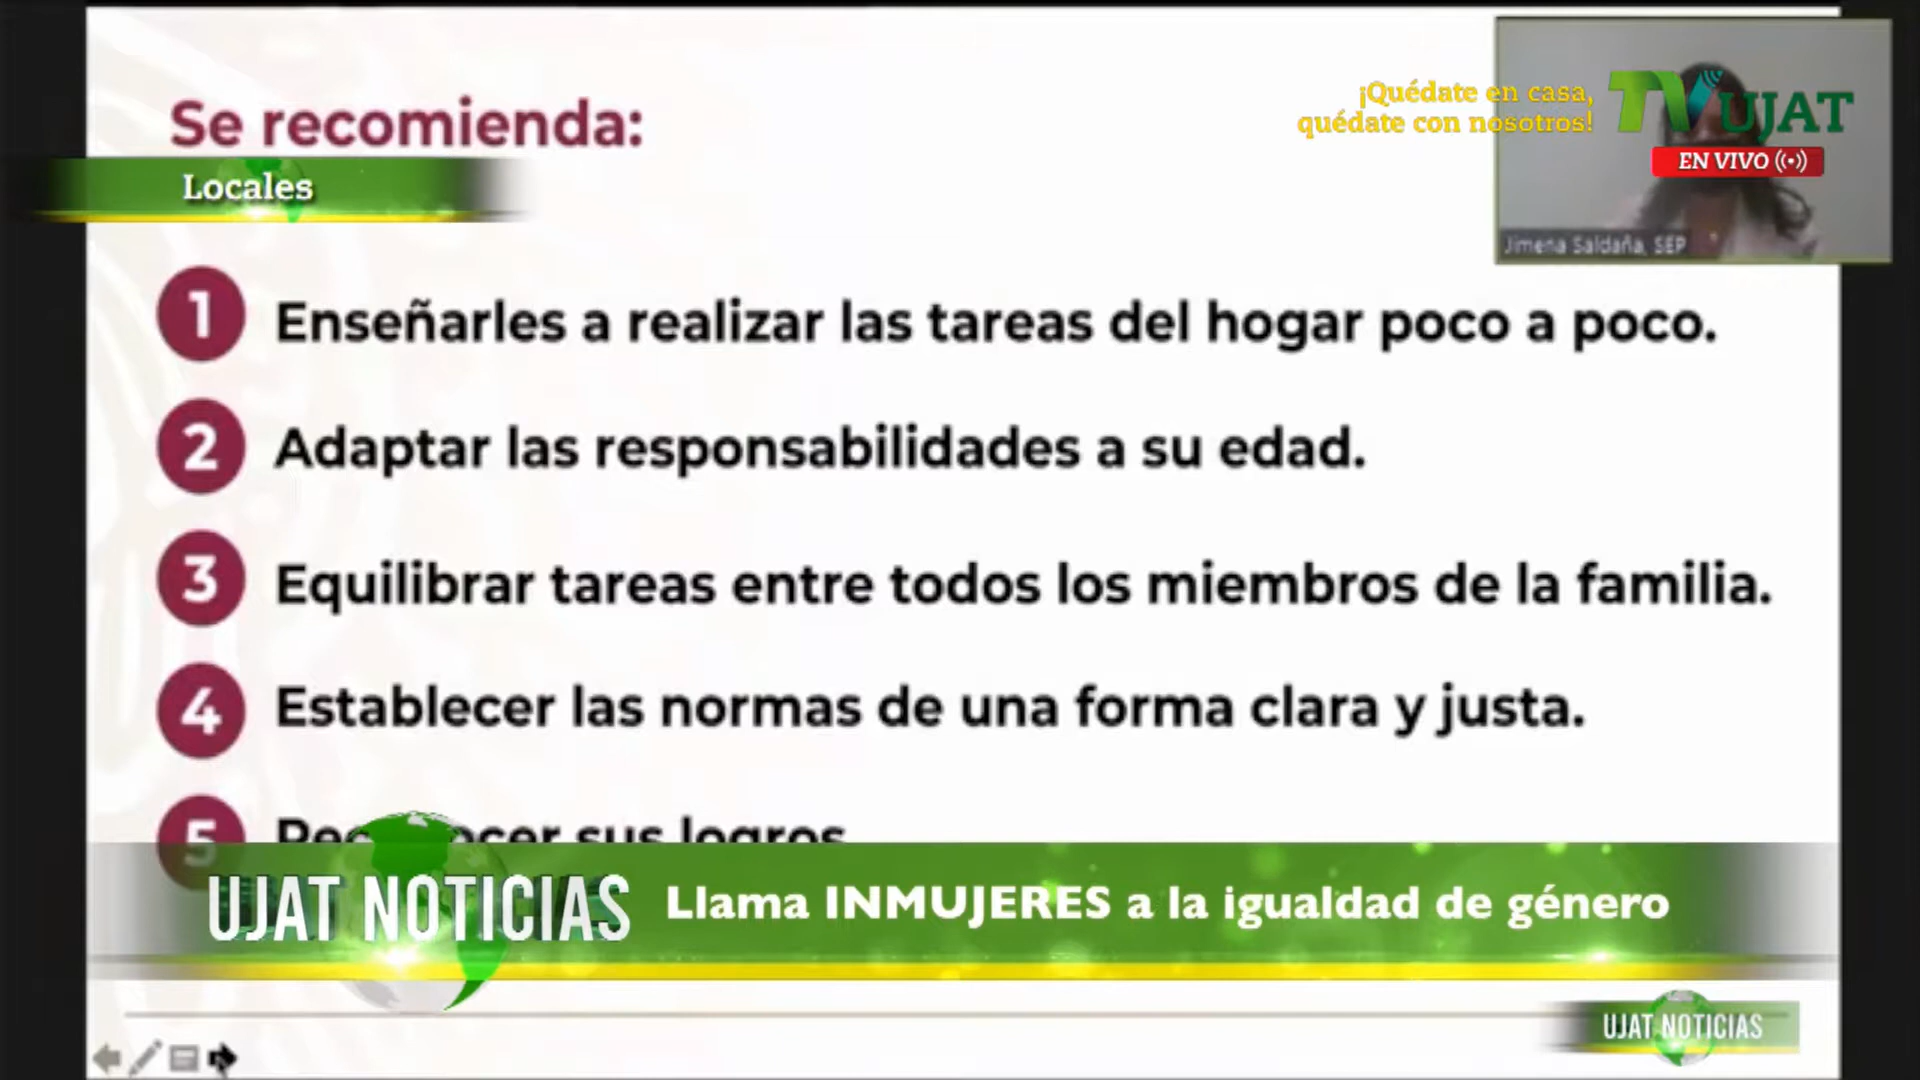 Se recomienda:
¡Quédate en casa,
quédate con nosotros!
TV UJAT
EN VIVO
Locales
Jimena Saldaña, SEP
1 Enseñarles a realizar las tareas del hogar poco a poco.
2 Adaptar las responsabilidades a su edad.
3 Equilibrar tareas entre todos los miembros de la familia.
4 Establecer las normas de una forma clara y justa.
5 sus logros
UJAT NOTICIAS Llama INMUJERES a la igualdad de género
UJAT NOTICIAS